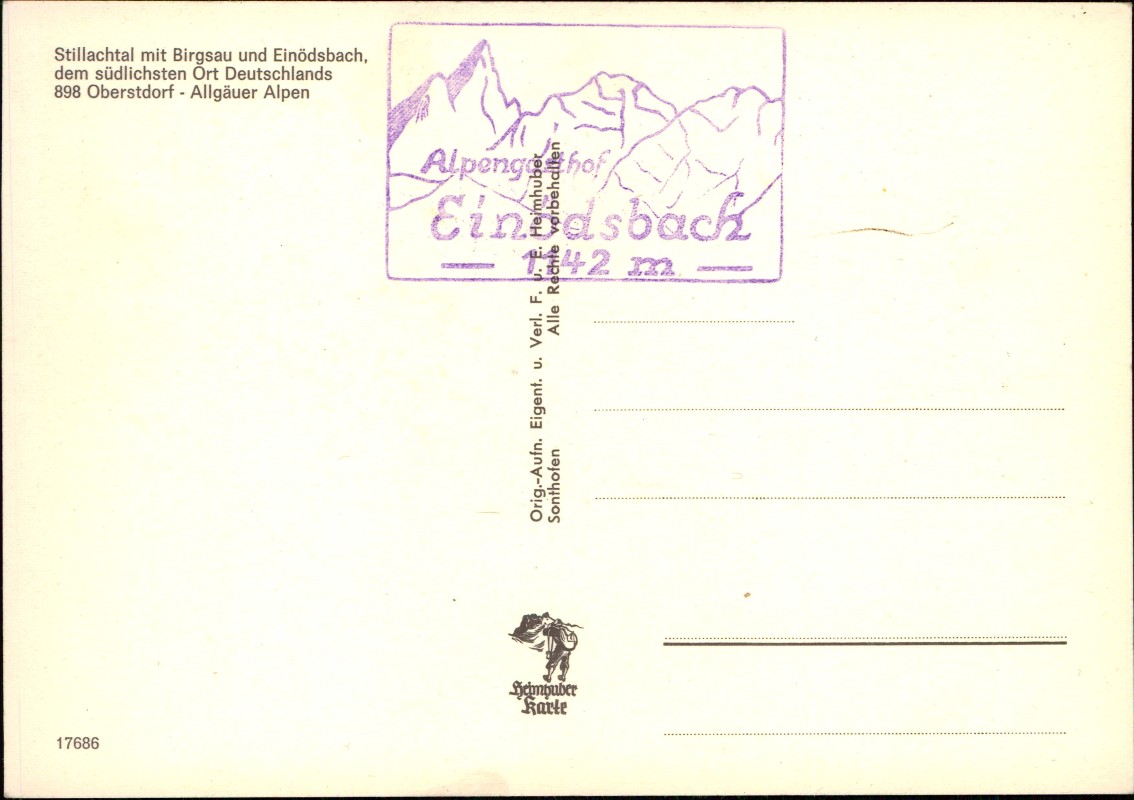 Stillachtal mit Birgsau und Einödsbach,
dem südlichsten Ort Deutschlands
898 Oberstdorf - Allgäuer Alpen
Alpengasthof
Einödsbach
— 1142 m —
Orig.-Aufn. Eigent. u. Verl. F. u. E. Heimhuber
Sonthofen Alle Rechte vorbehalten
Heimhuber
Karte
17686